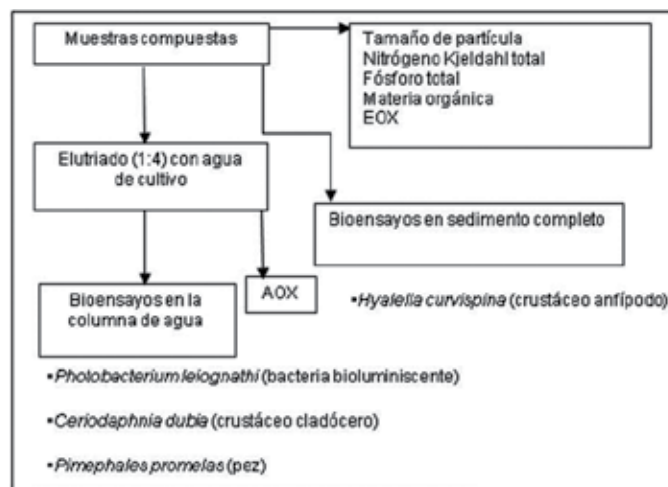 Muestras compuestas
Tamaño de partícula
Nitrógeno Kjeldahl total
Fósforo total
Materia orgánica
EOX
Elutriado (1:4) con agua
de cultivo
Bioensayos en sedimento completo
AOX
Bioensayos en la
columna de agua
•Hyalella curvispina (crustáceo anfípodo)
•Photobacterium leiognathi (bacteria bioluminiscente)
•Ceriodaphnia dubia (crustáceo cladócero)
•Pimephales promelas (pez)